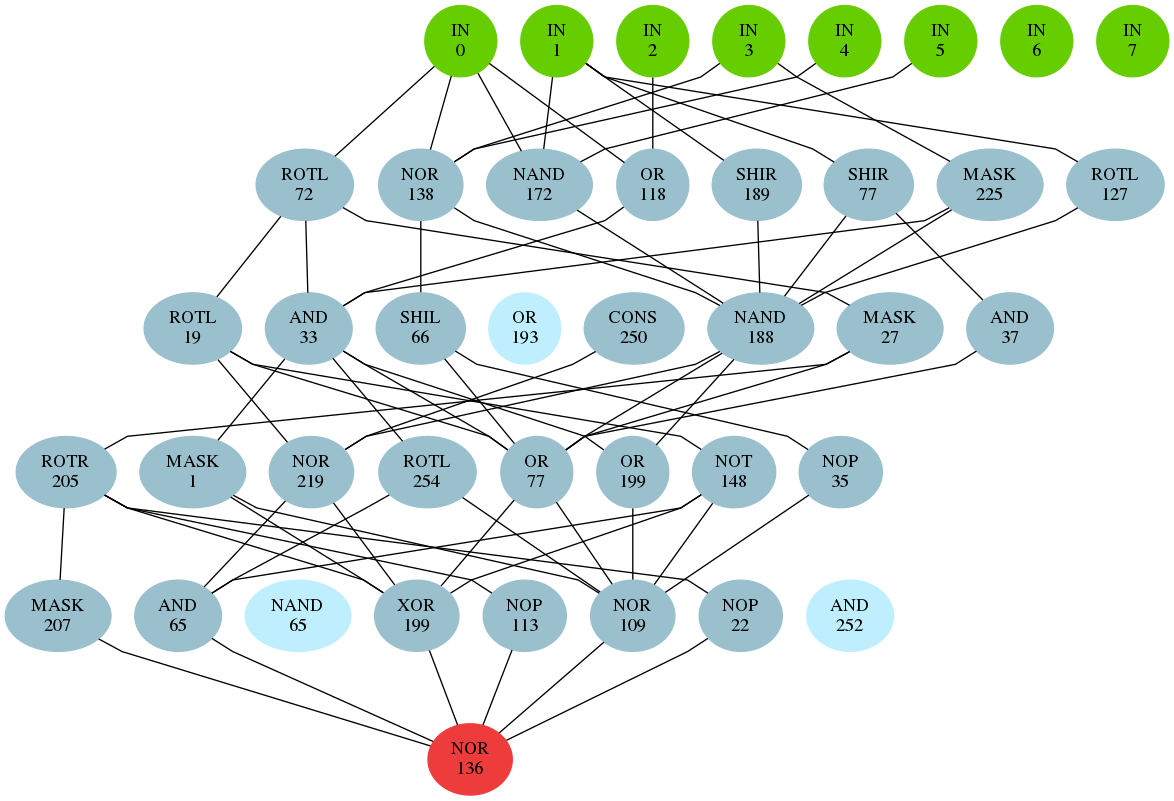 IN
0
IN
1
IN
2
IN
3
IN
4
IN
5
IN
6
IN
7
ROTL
72
NOR
138
NAND
172
OR
118
SHIR
189
SHIR
77
MASK
225
ROTL
127
ROTL
19
AND
33
SHIL
66
OR
193
CONS
250
NAND
188
MASK
27
AND
37
ROTR
205
MASK
1
NOR
219
ROTL
254
OR
77
OR
199
NOT
148
NOP
35
MASK
207
AND
65
NAND
65
XOR
199
NOP
113
NOR
109
NOP
22
AND
252
NOR
136